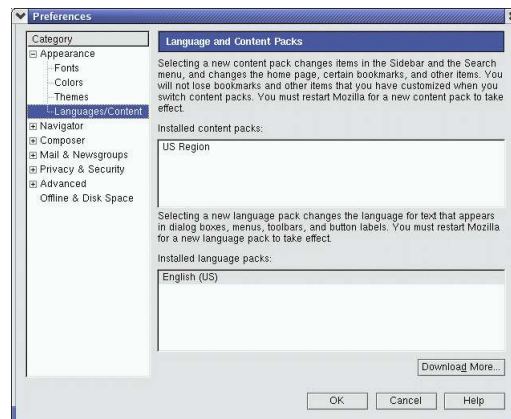 Preferences
Category
Appearance
Fonts
Colors
Themes
Languages/Content
Navigator
Composer
Mail & Newsgroups
Privacy & Security
Advanced
Offline & Disk Space
Language and Content Packs
Selecting a new content pack changes items in the Sidebar and the Search
menu, and changes the home page, certain bookmarks, and other items. You
will not lose bookmarks and other items that you have customized when you
switch content packs. You must restart Mozilla for a new content pack to take
effect.
Installed content packs:
US Region
Selecting a new language pack changes the language for text that appears
in dialog boxes, menus, toolbars, and button labels. You must restart Mozilla
for a new language pack to take effect.
Installed language packs:
English (US)
Download More...
OK
Cancel
Help